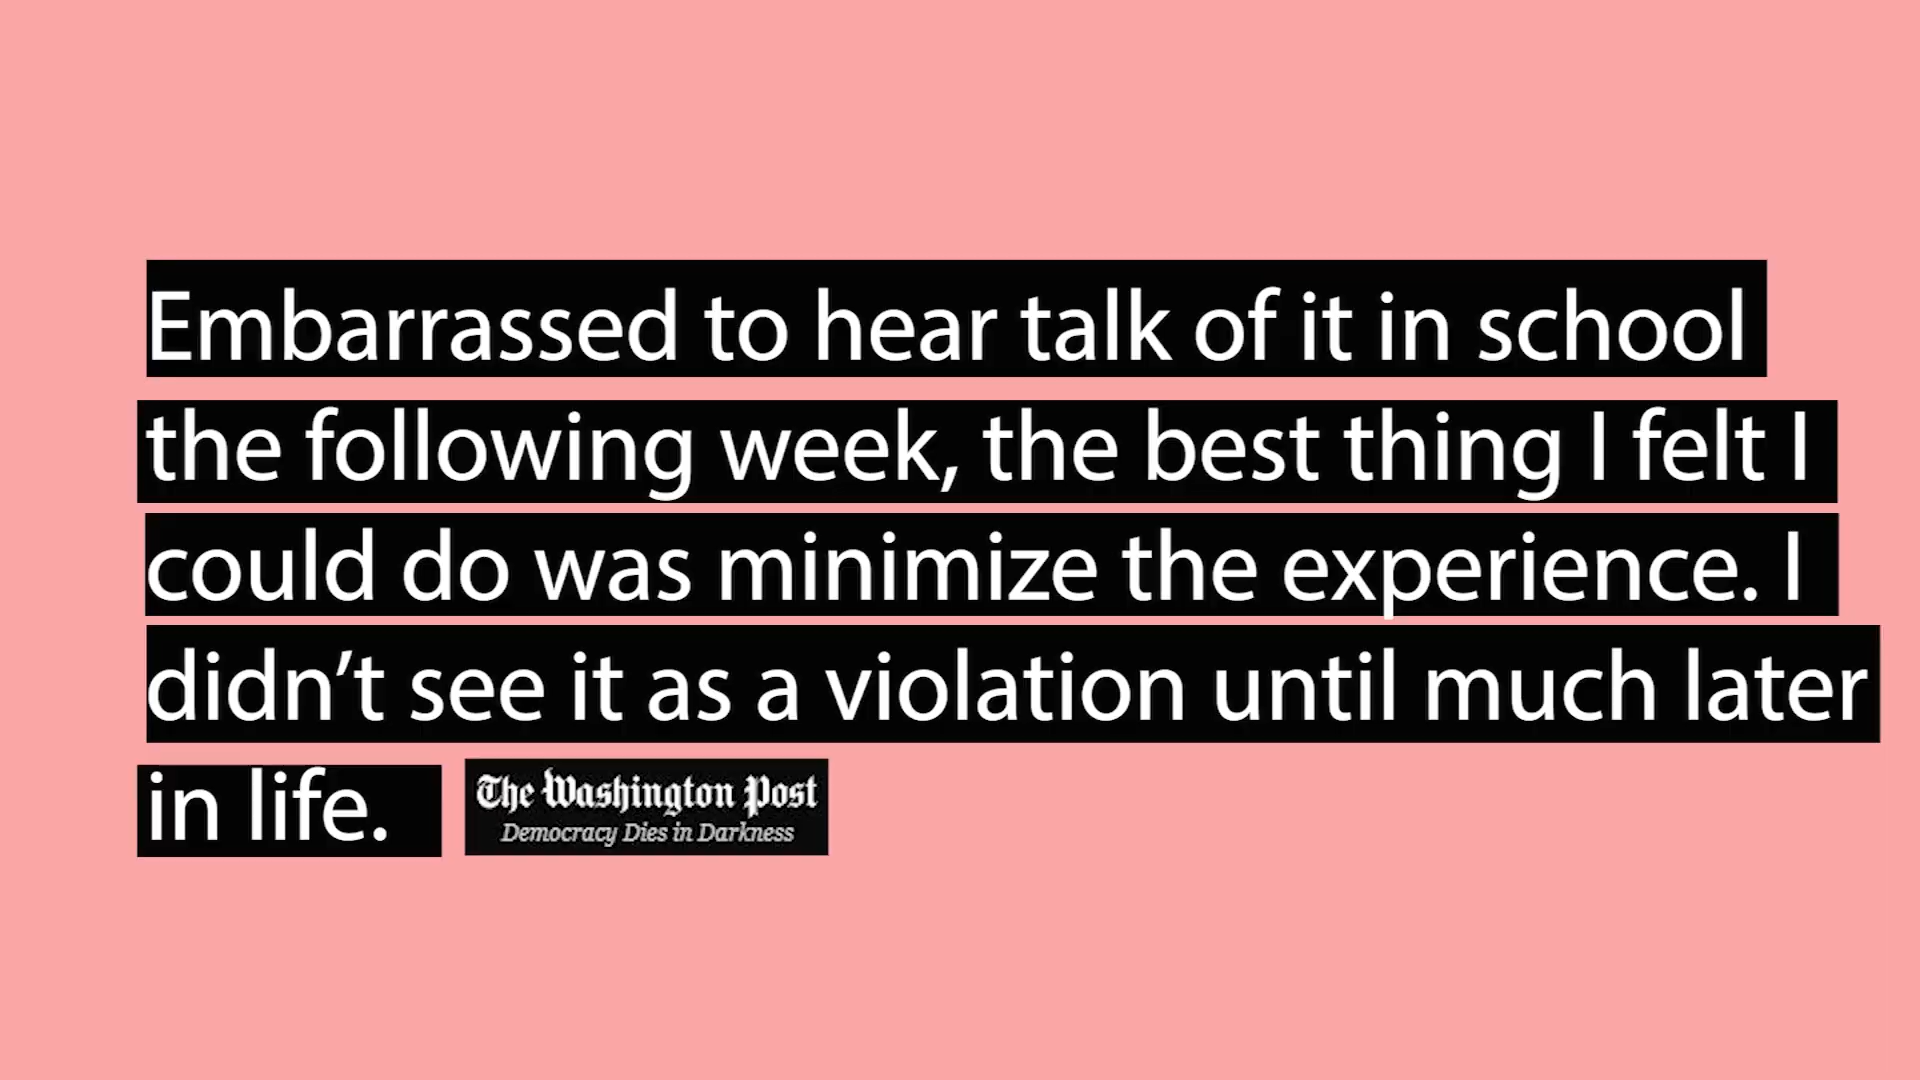 Embarrassed to hear talk of it in school
the following week, the best thing I felt I
could do was minimize the experience. I
didn’t see it as a violation until much later
in life.
The Washington Post
Democracy Dies in Darkness